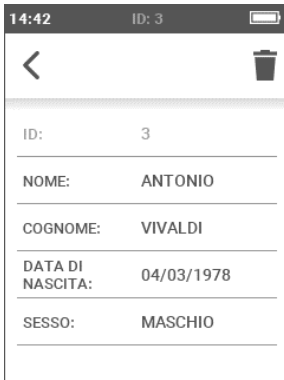 14:42 ID: 3
ID: 3
NOME: ANTONIO
COGNOME: VIVALDI
DATA DI
NASCITA: 04/03/1978
SESSO: MASCHIO